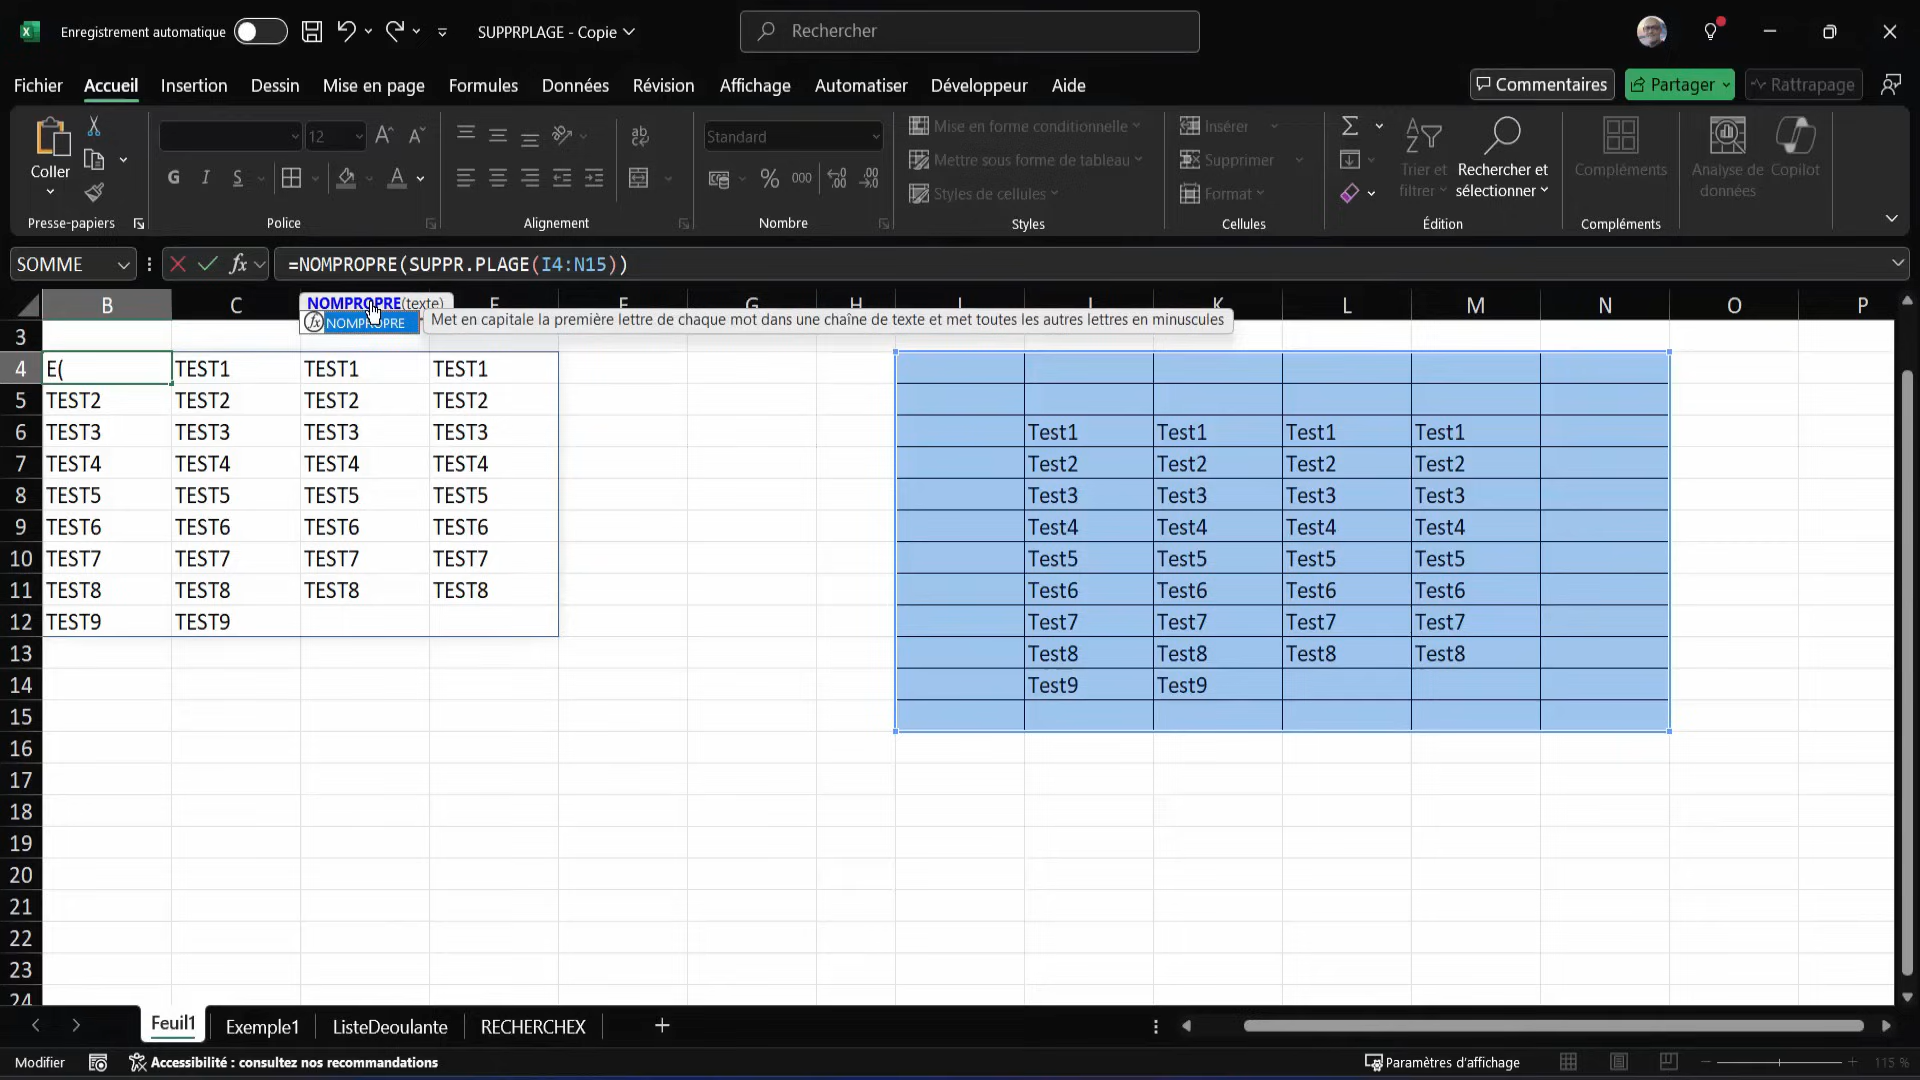 Enregistrement automatique
SUPPRPLAGE - Copie
Rechercher
Fichier Accueil Insertion Dessin Mise en page Formules Données Révision Affichage Automatiser Développeur Aide
Commentaires Partager Rattrapage
Coller
Presse-papiers
12
G I S
Police
ab
Alignement
Standard
% 000
Nombre
Mise en forme conditionnelle
Mettre sous forme de tableau
Styles de cellules
Styles
Insérer
Supprimer
Format
Cellules
Trier et filtrer
Rechercher et sélectionner
Édition
Compléments
Compléments
Analyse de données
Copilot
SOMME
fx
=NOMPROPRE(SUPPR.PLAGE(I4:N15))
NOMPROPRE(texte)
NOMPROPRE
Met en capitale la première lettre de chaque mot dans une chaîne de texte et met toutes les autres lettres en minuscules
B C E F G H I J K L M N O P
3
4 E( TEST1 TEST1 TEST1
5 TEST2 TEST2 TEST2 TEST2
6 TEST3 TEST3 TEST3 TEST3 Test1 Test1 Test1 Test1
7 TEST4 TEST4 TEST4 TEST4 Test2 Test2 Test2 Test2
8 TEST5 TEST5 TEST5 TEST5 Test3 Test3 Test3 Test3
9 TEST6 TEST6 TEST6 TEST6 Test4 Test4 Test4 Test4
10 TEST7 TEST7 TEST7 TEST7 Test5 Test5 Test5 Test5
11 TEST8 TEST8 TEST8 TEST8 Test6 Test6 Test6 Test6
12 TEST9 TEST9 Test7 Test7 Test7 Test7
13 Test8 Test8 Test8 Test8
14 Test9 Test9
15
16
17
18
19
20
21
22
23
24
Feuil1 Exemple1 ListeDeoulante RECHERCHEX
Modifier
Accessibilité : consultez nos recommandations
Paramètres d'affichage
115 %